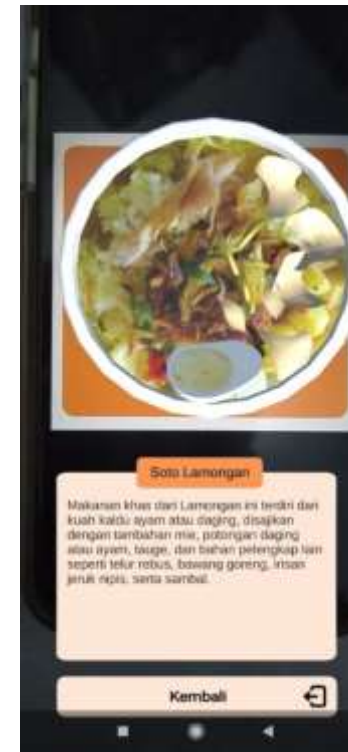 Soto Lamongan
Makanan khas dari Lamongan ini terdiri dari
kuah kaldu ayam atau daging, disajikan
dengan tambahan mie, potongan daging
atau ayam, tauge, dan bahan pelengkap lain
seperti telur rebus, bawang goreng, irisan
jeruk nipis, serta sambal.
Kembali